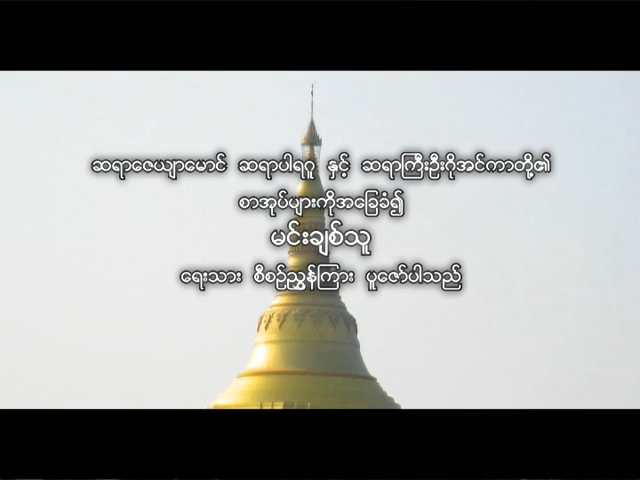 ဆရာဇေယျာမောင် ဆရာပါရဂူ နှင့် ဆရာကြီးဦးဂိုအင်ကာတို့၏
စာအုပ်များကိုအခြေခံ၍
မင်းချစ်သူ
ရေးသား စီစဉ်ညွှန်ကြား ပူဇော်ပါသည်